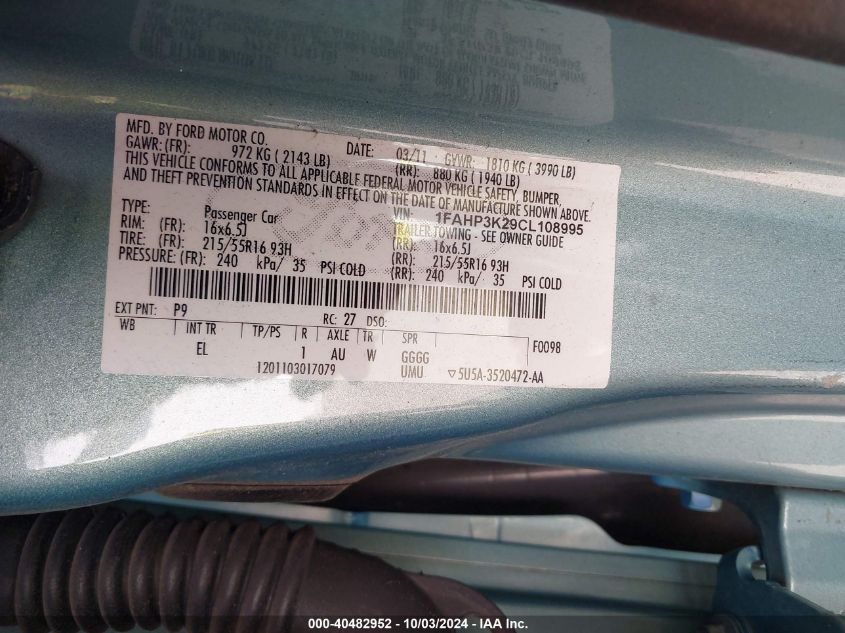 MFD. BY FORD MOTOR CO. DATE: 03/11 GVWR: 1810 KG ( 3990 LB)
GAWR: (FR): 972 KG ( 2143 LB) (RR): 880 KG ( 1940 LB)
THIS VEHICLE CONFORMS TO ALL APPLICABLE FEDERAL MOTOR VEHICLE SAFETY, BUMPER,
AND THEFT PREVENTION STANDARDS IN EFFECT ON THE DATE OF MANUFACTURE SHOWN ABOVE.
VIN: 1FAHP3K29CL108995
TYPE: Passenger Car TRAILER TOWING - SEE OWNER GUIDE
RIM: (FR): 16x6.5J (RR): 16x6.5J
TIRE: (FR): 215/55R16 93H (RR): 215/55R16 93H
PRESSURE: (FR): 240 kPa/ 35 PSI COLD (RR): 240 kPa/ 35 PSI COLD
EXT PNT: P9 RC: 27 DSO:
WB INT TR TP/PS R AXLE TR SPR F0098
EL 1 AU W GGGG
1201103017079 UMU ▽5U5A-3520472-AA
000-40482952 - 10/03/2024 - IAA Inc.